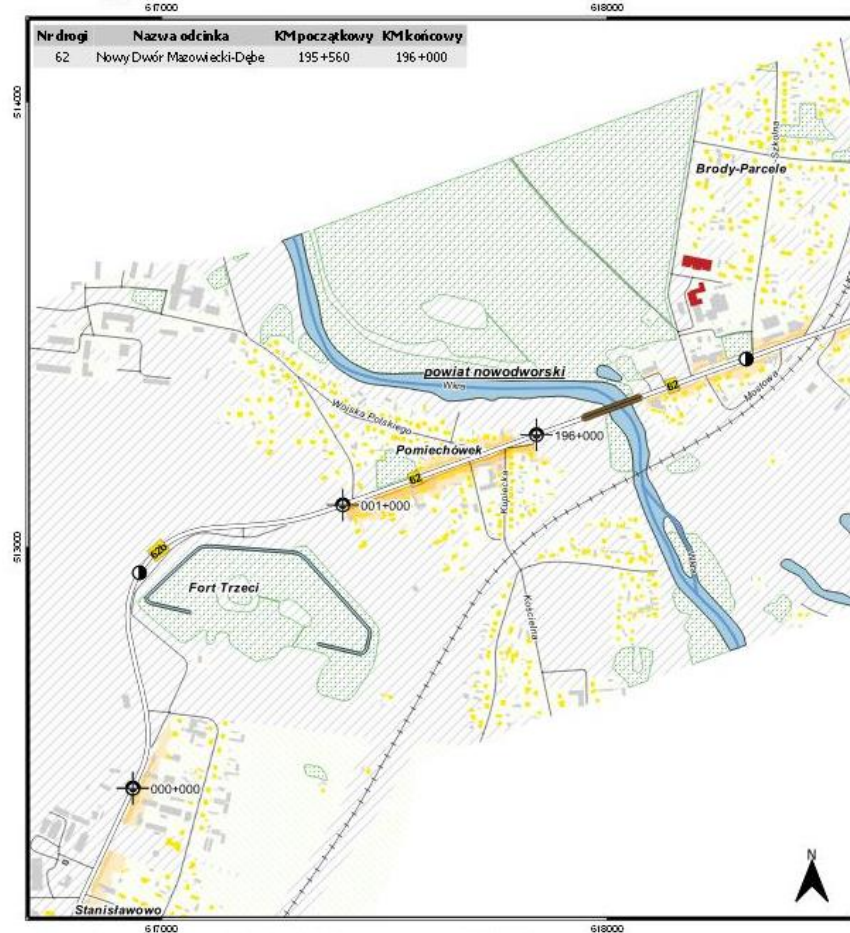 617000 618000
Nr drogi Nazwa odcinka KM początkowy KM końcowy
62 Nowy Dwór Mazowiecki-Dębe 195+560 196+000
514000
Szkolna
Brody-Parcele
powiat nowodworski
Wkra
62
Mostowa
Wojska Polskiego
196+000
Pomiechówek
62
Kupiecka
001+000
513000
62b
Wkra
Fort Trzeci
Kościelna
000+000
N
Stanisławowo
617000 618000